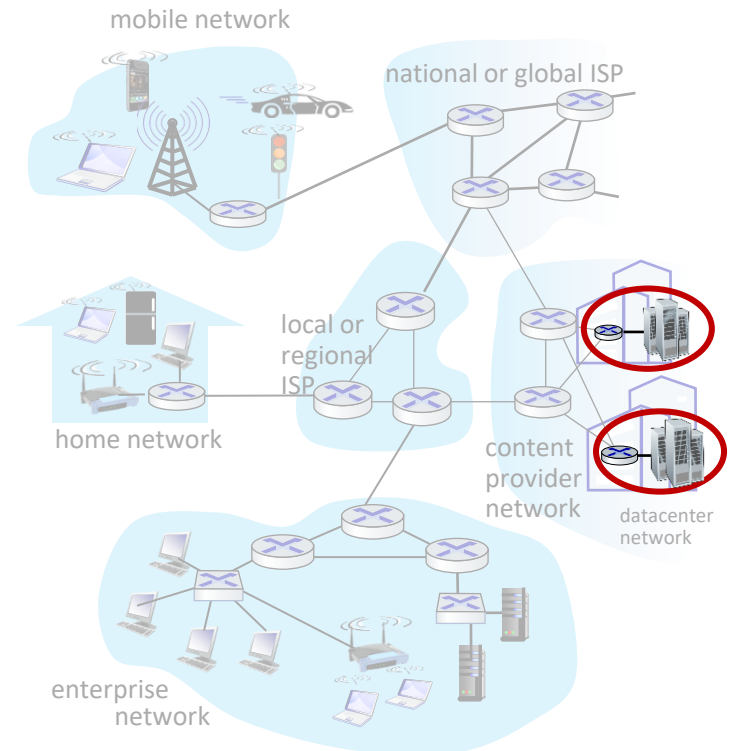 mobile network
national or global ISP
local or
regional
ISP
home network
content
provider
network
datacenter
network
enterprise
network